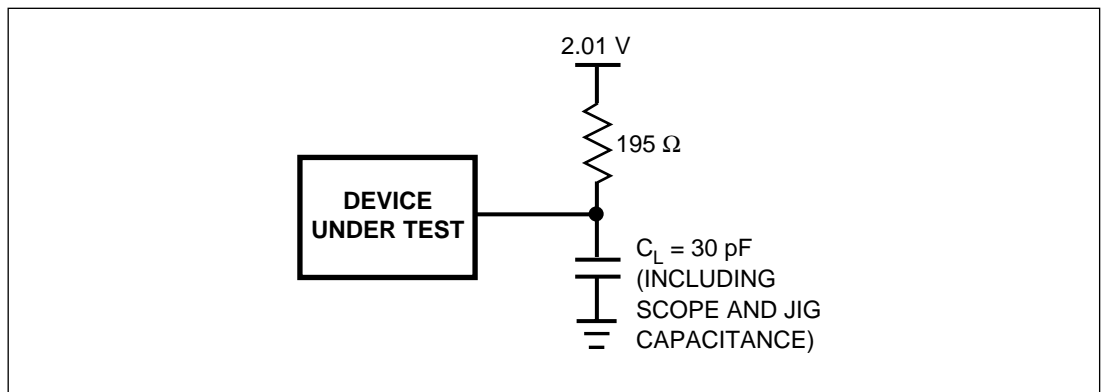 2.01 V
195 Ω
DEVICE
UNDER TEST
C_L = 30 pF
(INCLUDING
SCOPE AND JIG
CAPACITANCE)